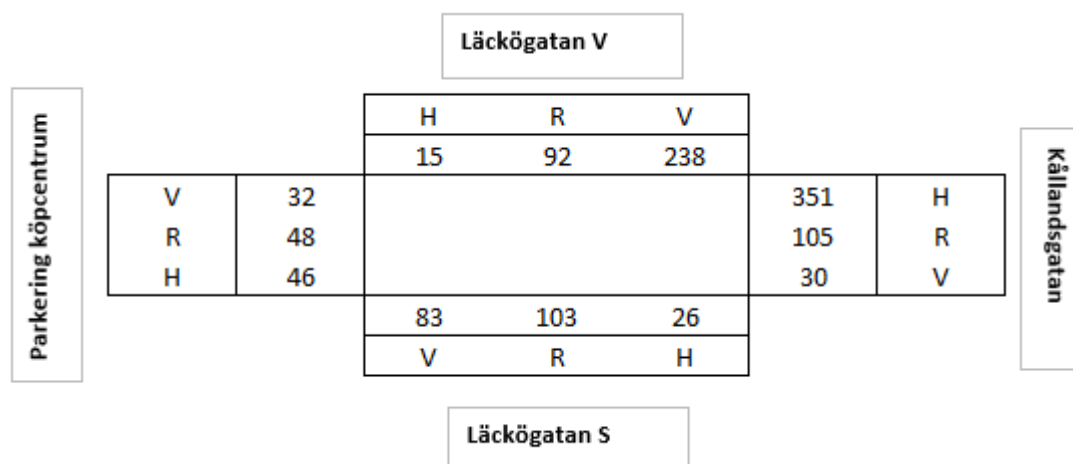 Läckögatan V
H R V
15 92 238
Parkering köpcentrum
V 32 351 H
R 48 105 R
H 46 30 V
Kållandsgatan
83 103 26
V R H
Läckögatan S